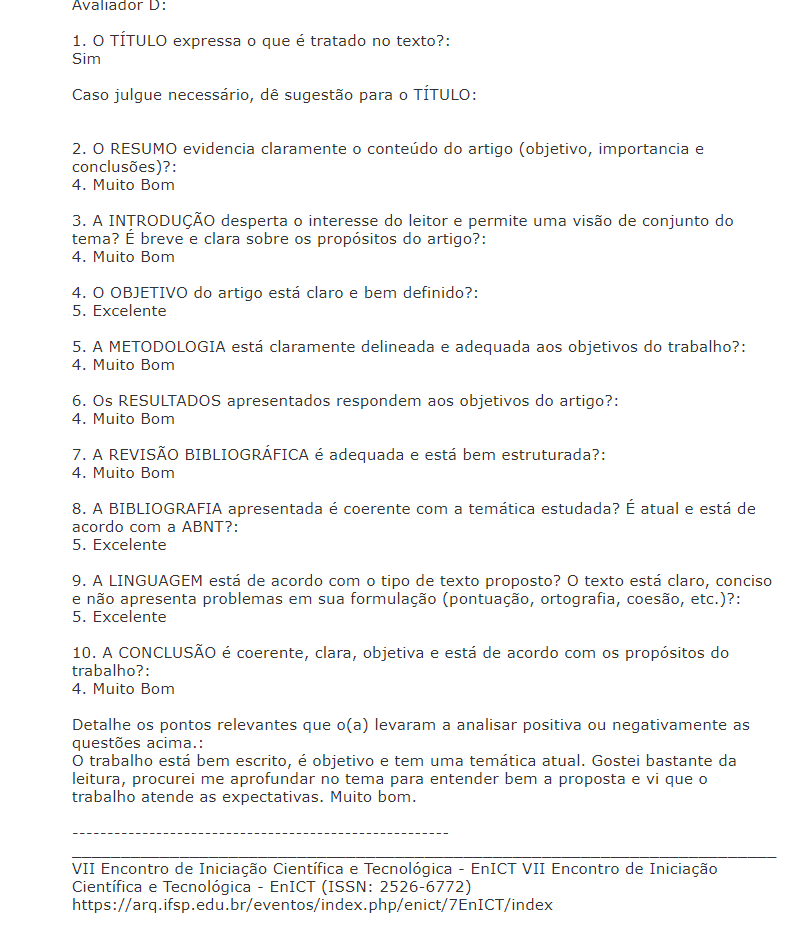 Avaliador D:
1. O TÍTULO expressa o que é tratado no texto?:
Sim
Caso julgue necessário, dê sugestão para o TÍTULO:
2. O RESUMO evidencia claramente o conteúdo do artigo (objetivo, importancia e
conclusões)?:
4. Muito Bom
3. A INTRODUÇÃO desperta o interesse do leitor e permite uma visão de conjunto do
tema? É breve e clara sobre os propósitos do artigo?:
4. Muito Bom
4. O OBJETIVO do artigo está claro e bem definido?:
5. Excelente
5. A METODOLOGIA está claramente delineada e adequada aos objetivos do trabalho?:
4. Muito Bom
6. Os RESULTADOS apresentados respondem aos objetivos do artigo?:
4. Muito Bom
7. A REVISÃO BIBLIOGRÁFICA é adequada e está bem estruturada?:
4. Muito Bom
8. A BIBLIOGRAFIA apresentada é coerente com a temática estudada? É atual e está de
acordo com a ABNT?:
5. Excelente
9. A LINGUAGEM está de acordo com o tipo de texto proposto? O texto está claro, conciso
e não apresenta problemas em sua formulação (pontuação, ortografia, coesão, etc.)?:
5. Excelente
10. A CONCLUSÃO é coerente, clara, objetiva e está de acordo com os propósitos do
trabalho?:
4. Muito Bom
Detalhe os pontos relevantes que o(a) levaram a analisar positiva ou negativamente as
questões acima.:
O trabalho está bem escrito, é objetivo e tem uma temática atual. Gostei bastante da
leitura, procurei me aprofundar no tema para entender bem a proposta e vi que o
trabalho atende as expectativas. Muito bom.
------------------------------------------------------
________________________________________________________________________
VII Encontro de Iniciação Científica e Tecnológica - EnICT VII Encontro de Iniciação
Científica e Tecnológica - EnICT (ISSN: 2526-6772)
https://arq.ifsp.edu.br/eventos/index.php/enict/7EnICT/index